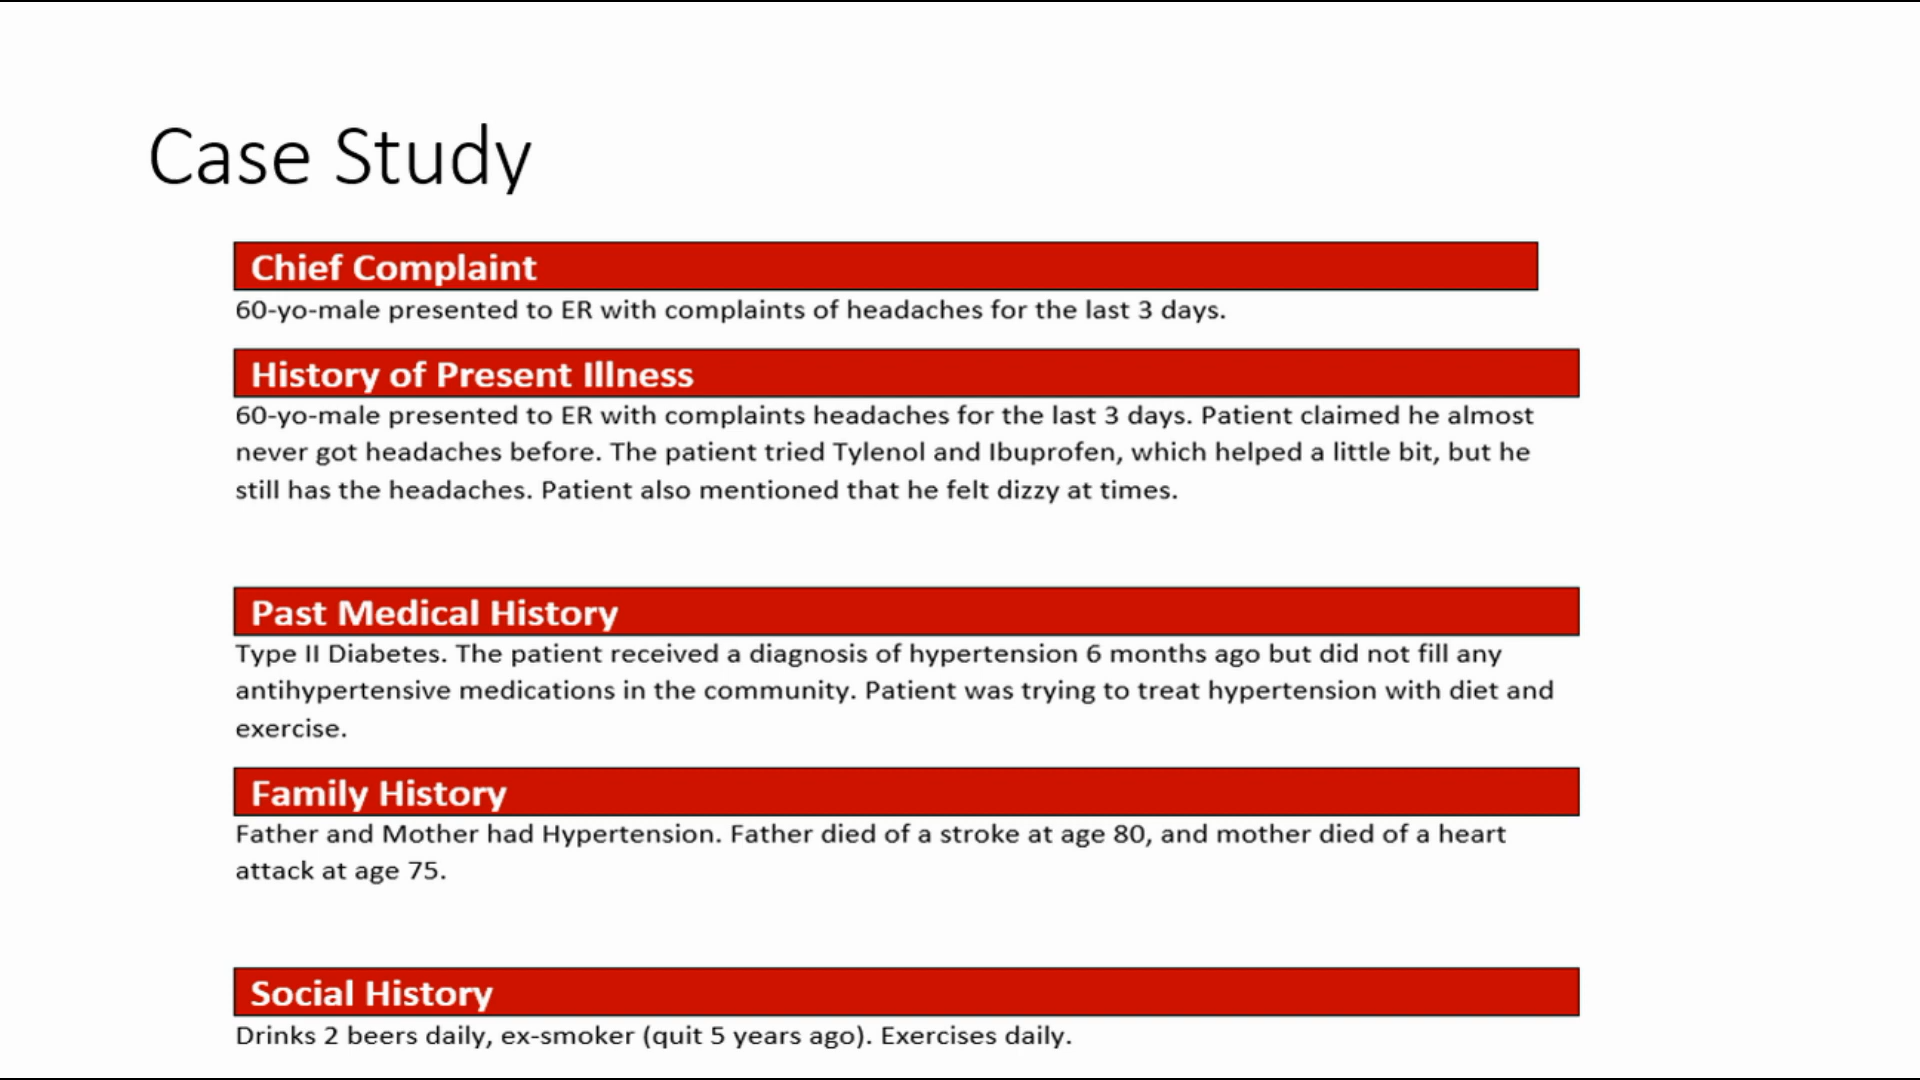 Case Study
Chief Complaint
60-yo-male presented to ER with complaints of headaches for the last 3 days.
History of Present Illness
60-yo-male presented to ER with complaints headaches for the last 3 days. Patient claimed he almost
never got headaches before. The patient tried Tylenol and Ibuprofen, which helped a little bit, but he
still has the headaches. Patient also mentioned that he felt dizzy at times.
Past Medical History
Type II Diabetes. The patient received a diagnosis of hypertension 6 months ago but did not fill any
antihypertensive medications in the community. Patient was trying to treat hypertension with diet and
exercise.
Family History
Father and Mother had Hypertension. Father died of a stroke at age 80, and mother died of a heart
attack at age 75.
Social History
Drinks 2 beers daily, ex-smoker (quit 5 years ago). Exercises daily.